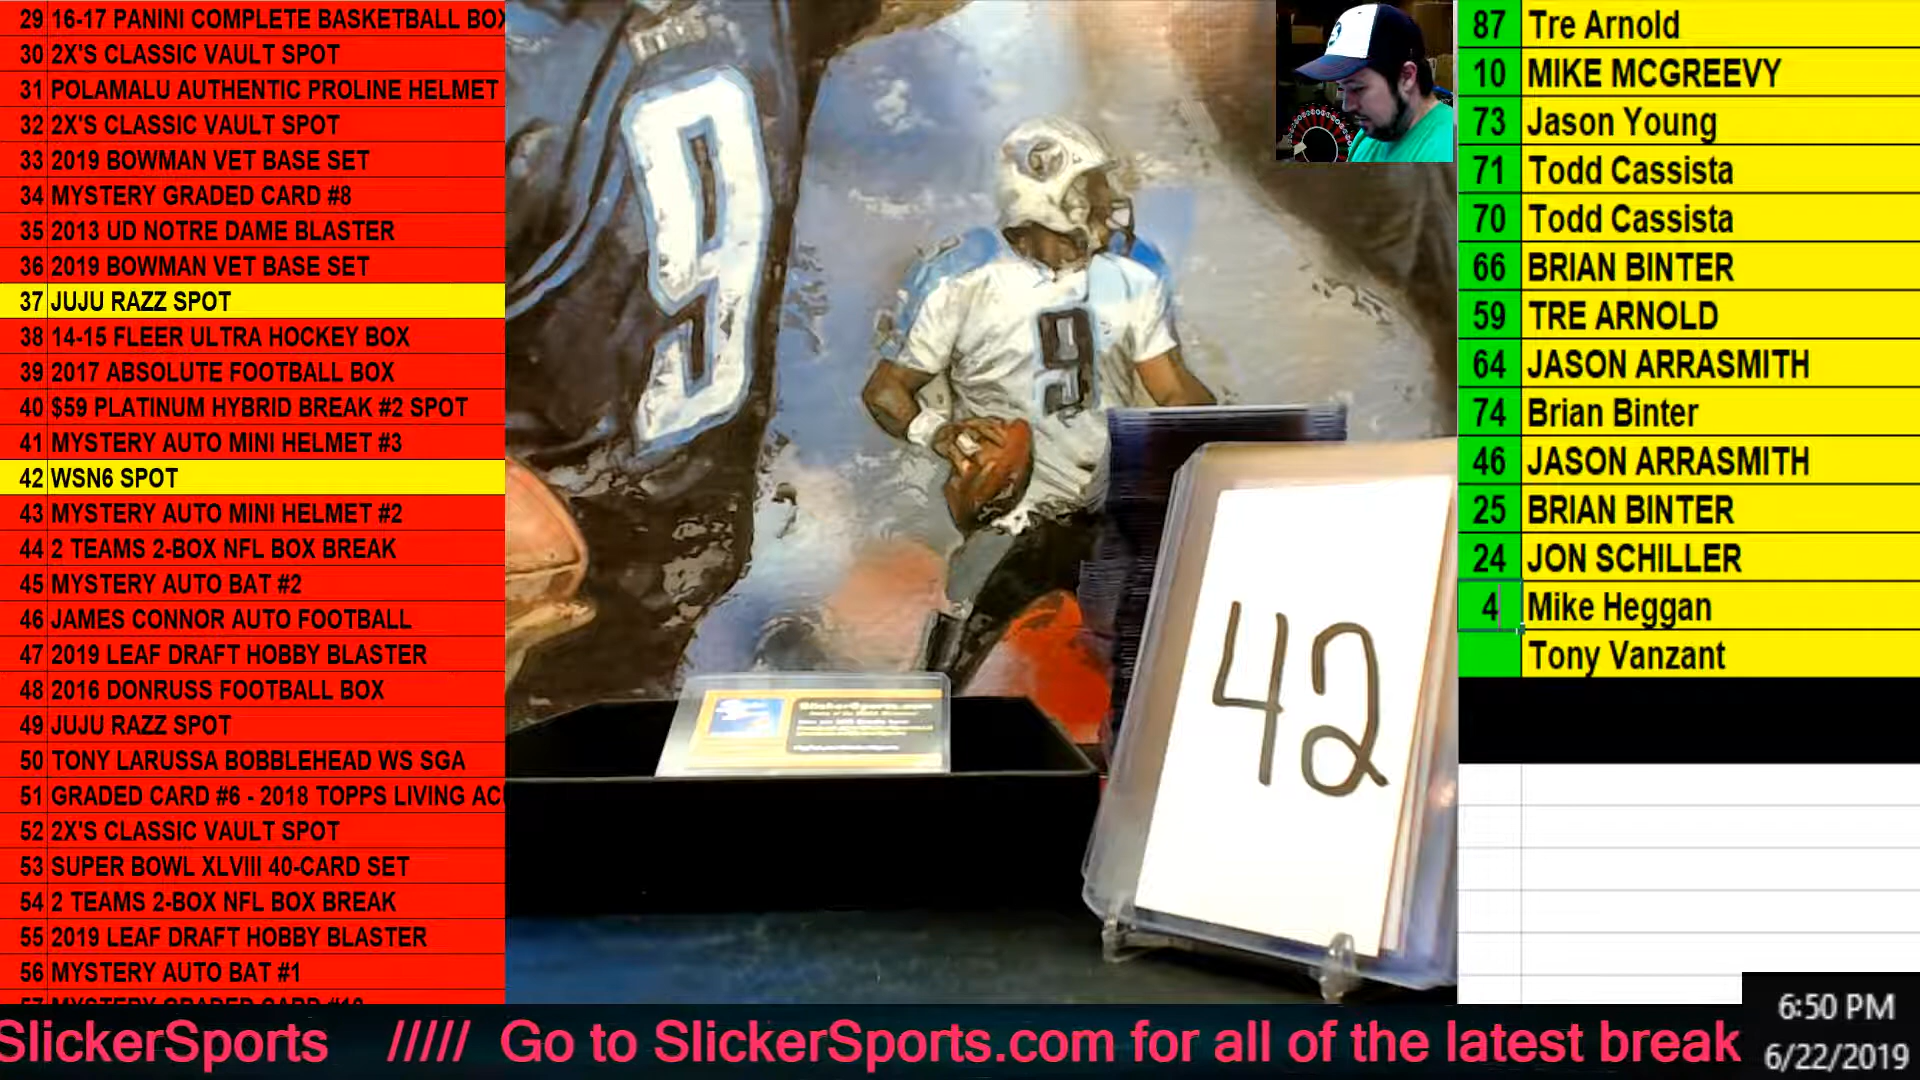 29 16-17 PANINI COMPLETE BASKETBALL BOX
30 2X'S CLASSIC VAULT SPOT
31 POLAMALU AUTHENTIC PROLINE HELMET
32 2X'S CLASSIC VAULT SPOT
33 2019 BOWMAN VET BASE SET
34 MYSTERY GRADED CARD #8
35 2013 UD NOTRE DAME BLASTER
36 2019 BOWMAN VET BASE SET
37 JUJU RAZZ SPOT
38 14-15 FLEER ULTRA HOCKEY BOX
39 2017 ABSOLUTE FOOTBALL BOX
40 $59 PLATINUM HYBRID BREAK #2 SPOT
41 MYSTERY AUTO MINI HELMET #3
42 WSN6 SPOT
43 MYSTERY AUTO MINI HELMET #2
44 2 TEAMS 2-BOX NFL BOX BREAK
45 MYSTERY AUTO BAT #2
46 JAMES CONNOR AUTO FOOTBALL
47 2019 LEAF DRAFT HOBBY BLASTER
48 2016 DONRUSS FOOTBALL BOX
49 JUJU RAZZ SPOT
50 TONY LARUSSA BOBBLEHEAD WS SGA
51 GRADED CARD #6 - 2018 TOPPS LIVING AC
52 2X'S CLASSIC VAULT SPOT
53 SUPER BOWL XLVIII 40-CARD SET
54 2 TEAMS 2-BOX NFL BOX BREAK
55 2019 LEAF DRAFT HOBBY BLASTER
56 MYSTERY AUTO BAT #1
57 MYSTERY GRADED CARD #10
9
9
SlickerSports.com
42
87 Tre Arnold
10 MIKE MCGREEVY
73 Jason Young
71 Todd Cassista
70 Todd Cassista
66 BRIAN BINTER
59 TRE ARNOLD
64 JASON ARRASMITH
74 Brian Binter
46 JASON ARRASMITH
25 BRIAN BINTER
24 JON SCHILLER
4 Mike Heggan
Tony Vanzant
SlickerSports ///// Go to SlickerSports.com for all of the latest break
6:50 PM
6/22/2019